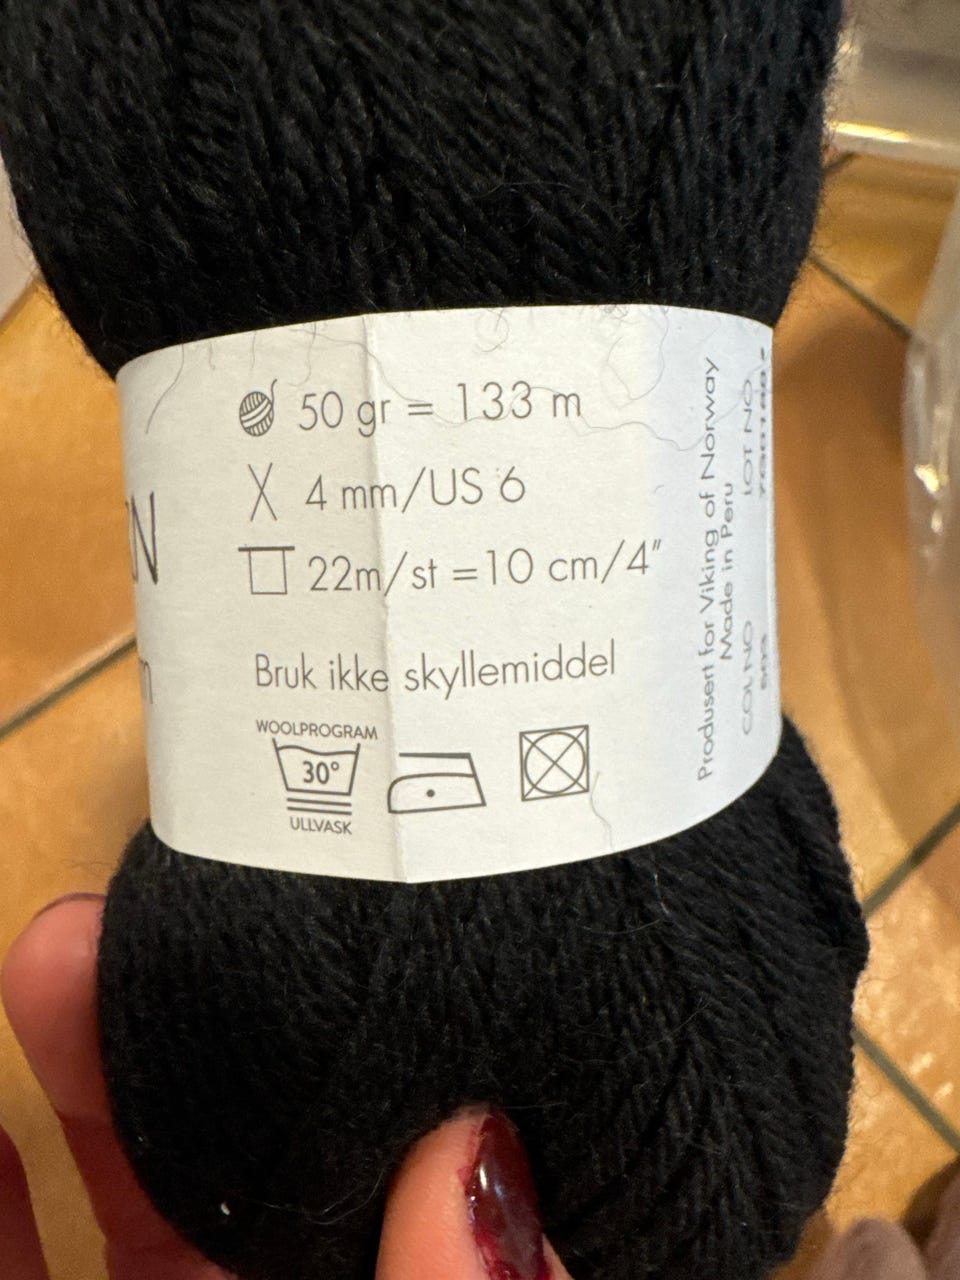 50 gr = 133 m
4 mm/US 6
22m/st =10 cm/4"
Bruk ikke skyllemiddel
WOOLPROGRAM
30°
ULLVASK
Produsert for Viking of Norway
Made in Peru
COL NO
LOT NO